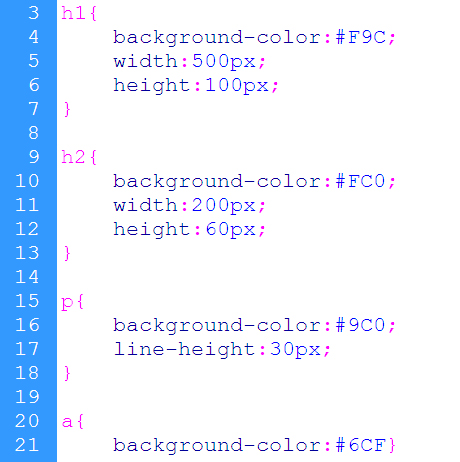 3 h1{
4 background-color:#F9C;
5 width:500px;
6 height:100px;
7 }
8
9 h2{
10 background-color:#FC0;
11 width:200px;
12 height:60px;
13 }
14
15 p{
16 background-color:#9C0;
17 line-height:30px;
18 }
19
20 a{
21 background-color:#6CF}